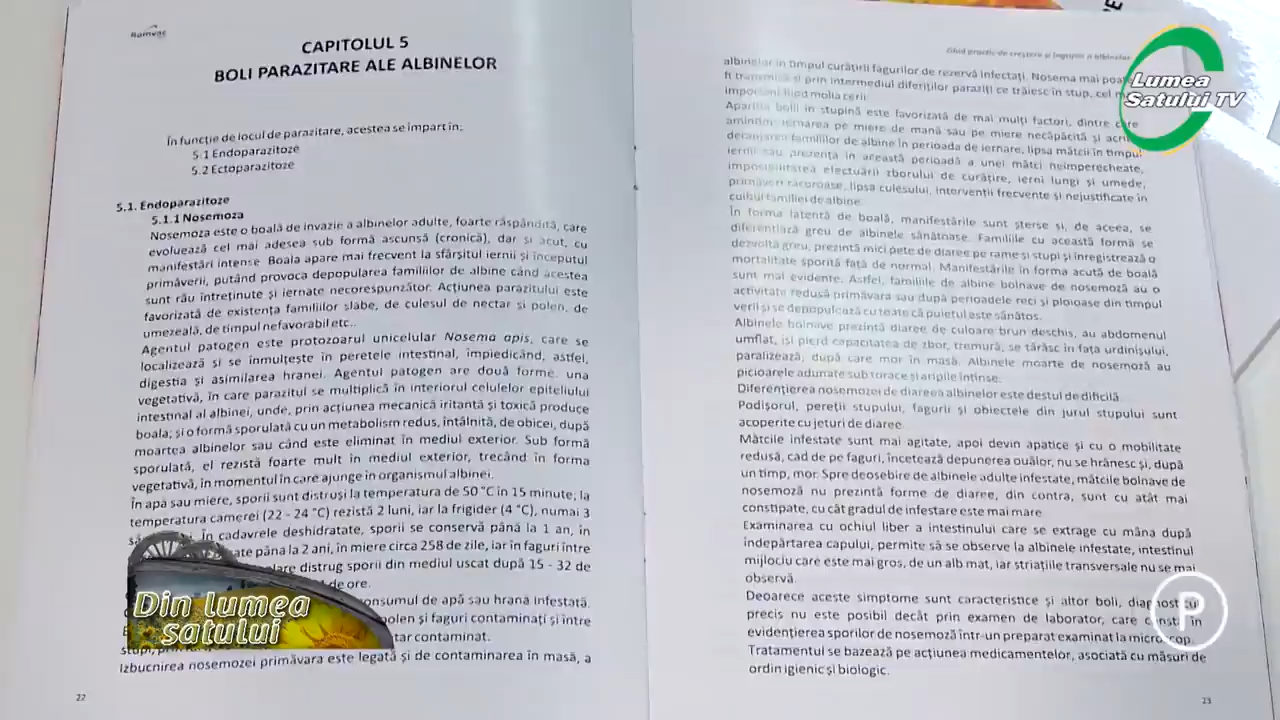 Romvac
CAPITOLUL 5
BOLI PARAZITARE ALE ALBINELOR
În funcție de locul de parazitare, acestea se împart în:
5.1 Endoparazitoze
5.2 Ectoparazitoze
5.1. Endoparazitoze
5.1.1 Nosemoza
Nosemoza este o boală de invazie a albinelor adulte, foarte răspândită, care
evoluează cel mai adesea sub formă ascunsă (cronică), dar și acut, cu
manifestări intense. Boala apare mai frecvent la sfârșitul iernii și începutul
primăverii, putând provoca depopularea familiilor de albine când acestea
sunt rău întreținute și iernate necorespunzător. Acțiunea parazitului este
favorizată de existența familiilor slabe, de culesul de nectar și polen, de
umezeală, de timpul nefavorabil etc..
Agentul patogen este protozoarul unicelular Nosema apis, care se
localizează și se înmulțește în peretele intestinal, împiedicând, astfel,
digestia și asimilarea hranei. Agentul patogen are două forme: una
vegetativă, în care parazitul se multiplică în interiorul celulelor epiteliului
intestinal al albinei, unde, prin acțiunea mecanică iritantă și toxică produce
boala; și o formă sporulată cu un metabolism redus, întâlnită, de obicei, după
moartea albinelor sau când este eliminat în mediul exterior. Sub formă
sporulată, el rezistă foarte mult în mediul exterior, trecând în forma
vegetativă, în momentul în care ajunge în organismul albinei.
În apă sau miere, sporii sunt distruși la temperatura de 50 °C în 15 minute, la
temperatura camerei (22 - 24 °C) rezistă 2 luni, iar la frigider (4 °C), numai 3
În cadavrele deshidratate, sporii se conservă până la 1 an, în
până la 2 ani, în miere circa 258 de zile, iar în faguri între
distrug sporii din mediul uscat după 15 - 32 de
de ore.
consumul de apă sau hrană infestată.
polen și faguri contaminați și între
contaminat.
Izbucnirea nosemozei primăvara este legată și de contaminarea în masă, a
22
Ghid practic de creștere și îngrijire a albinelor
albinelor în timpul curățirii fagurilor de rezervă infectați. Nosema mai poate
fi transmisă și prin intermediul diferiților paraziți ce trăiesc în stup, cel mai
important fiind molia cerii.
Apariția bolii în stupină este favorizată de mai mulți factori, dintre care
amintim: iernarea pe miere de mană sau pe miere necăpăcită și acrită,
deranjarea familiilor de albine în perioada de iernare, lipsa mătcii în timpul
iernii sau prezența în această perioadă a unei mătci neîmperecheate,
imposibilitatea efectuării zborului de curățire, ierni lungi și umede,
primăveri răcoroase, lipsa culesului, intervenții frecvente și nejustificate în
cuibul familiei de albine.
În forma latentă de boală, manifestările sunt șterse și, de aceea, se
diferențiază greu de albinele sănătoase. Familiile cu această formă se
dezvoltă greu, prezintă mici pete de diaree pe rame și stupi și înregistrează o
mortalitate sporită față de normal. Manifestările în forma acută de boală
sunt mai evidente. Astfel, familiile de albine bolnave de nosemoză au o
activitate redusă primăvara sau după perioadele reci și ploioase din timpul
verii și se depopulează cu toate că puietul este sănătos.
Albinele bolnave prezintă diaree de culoare brun deschis, au abdomenul
umflat, își pierd capacitatea de zbor, tremură, se târăsc în fața urdinișului,
paralizează, după care mor în masă. Albinele moarte de nosemoză au
picioarele adunate sub torace și aripile întinse.
Diferențierea nosemozei de diareea albinelor este destul de dificilă.
Podișorul, pereții stupului, fagurii și obiectele din jurul stupului sunt
acoperite cu jeturi de diaree.
Mătcile infestate sunt mai agitate, apoi devin apatice și cu o mobilitate
redusă, cad de pe faguri, încetează depunerea ouălor, nu se hrănesc și, după
un timp, mor. Spre deosebire de albinele adulte infestate, mătcile bolnave de
nosemoză nu prezintă forme de diaree, din contra, sunt cu atât mai
constipate, cu cât gradul de infestare este mai mare.
Examinarea cu ochiul liber a intestinului care se extrage cu mâna după
îndepărtarea capului, permite să se observe la albinele infestate, intestinul
mijlociu care este mai gros, de un alb mat, iar striațiile transversale nu se mai
observă.
Deoarece aceste simptome sunt caracteristice și altor boli, diagnosticul
precis nu este posibil decât prin examen de laborator, care constă în
evidențierea sporilor de nosemoză într-un preparat examinat la microscop.
Tratamentul se bazează pe acțiunea medicamentelor, asociată cu măsuri de
ordin igienic și biologic.
23
Lumea
Satului TV
Din lumea
satului
P